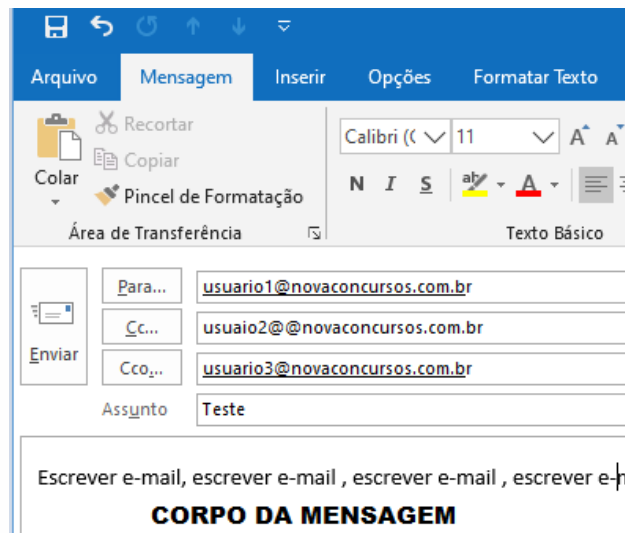 Arquivo Mensagem Inserir Opções Formatar Texto
Recortar
Copiar
Colar
Pincel de Formatação
Calibri (( 11 A A
N I S ab A
Área de Transferência Texto Básico
Para... usuario1@novaconcursos.com.br
Cc... usuaio2@@novaconcursos.com.br
Enviar
Cco... usuario3@novaconcursos.com.br
Assunto Teste
Escrever e-mail, escrever e-mail , escrever e-mail , escrever e-
CORPO DA MENSAGEM